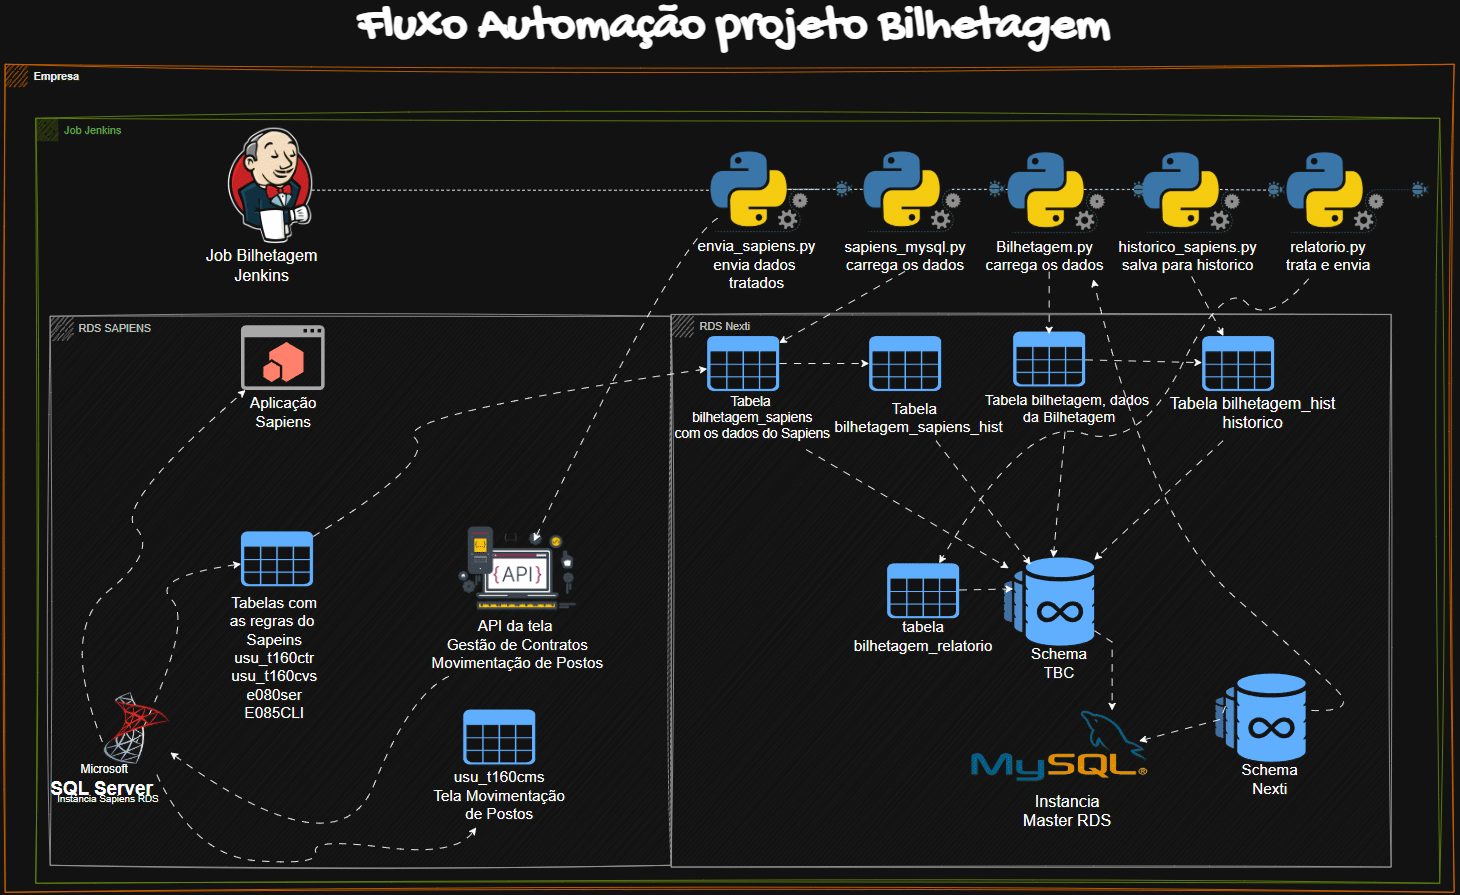 Fluxo Automação projeto Bilhetagem
Empresa
Job Jenkins
Job Bilhetagem
Jenkins
envia_sapiens.py
envia dados
tratados
sapiens_mysql.py
carrega os dados
Bilhetagem.py
carrega os dados
historico_sapiens.py
salva para historico
relatorio.py
trata e envia
RDS SAPIENS
Aplicação
Sapiens
Tabelas com
as regras do
Sapeins
usu_t160ctr
usu_t160cvs
e080ser
E085CLI
{API}
API da tela
Gestão de Contratos
Movimentação de Postos
Microsoft
SQL Server
Instancia Sapiens RDS
usu_t160cms
Tela Movimentação
de Postos
RDS Nexti
Tabela
bilhetagem_sapiens
com os dados do Sapiens
Tabela
bilhetagem_sapiens_hist
Tabela bilhetagem, dados
da Bilhetagem
Tabela bilhetagem_hist
historico
tabela
bilhetagem_relatorio
Schema
TBC
MySQL®
Instancia
Master RDS
Schema
Nexti